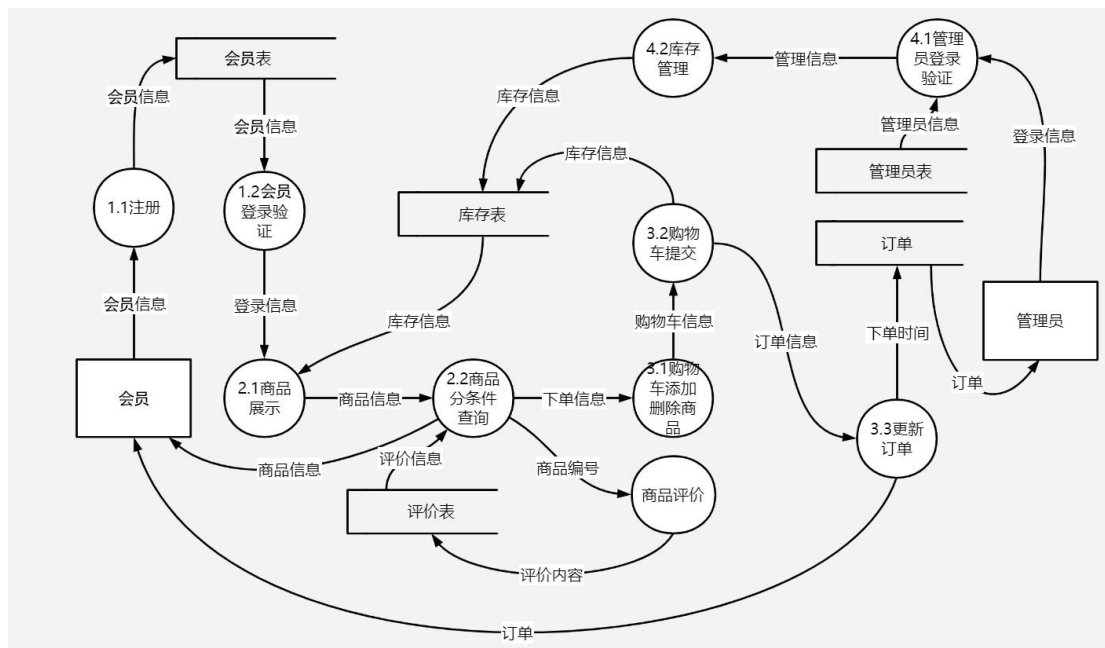 会员表
会员信息
会员信息
1.1注册
1.2会员
登录验
证
会员信息
登录信息
会员
2.1商品
展示
库存信息
库存表
库存信息
库存信息
4.2库存
管理
管理信息
4.1管理
员登录
验证
管理员信息
登录信息
管理员表
订单
管理员
3.2购物
车提交
购物车信息
订单信息
下单时间
订单
商品信息
2.2商品
分条件
查询
下单信息
3.1购物
车添加
删除商
品
3.3更新
订单
商品信息
评价信息
商品编号
商品评价
评价表
评价内容
订单